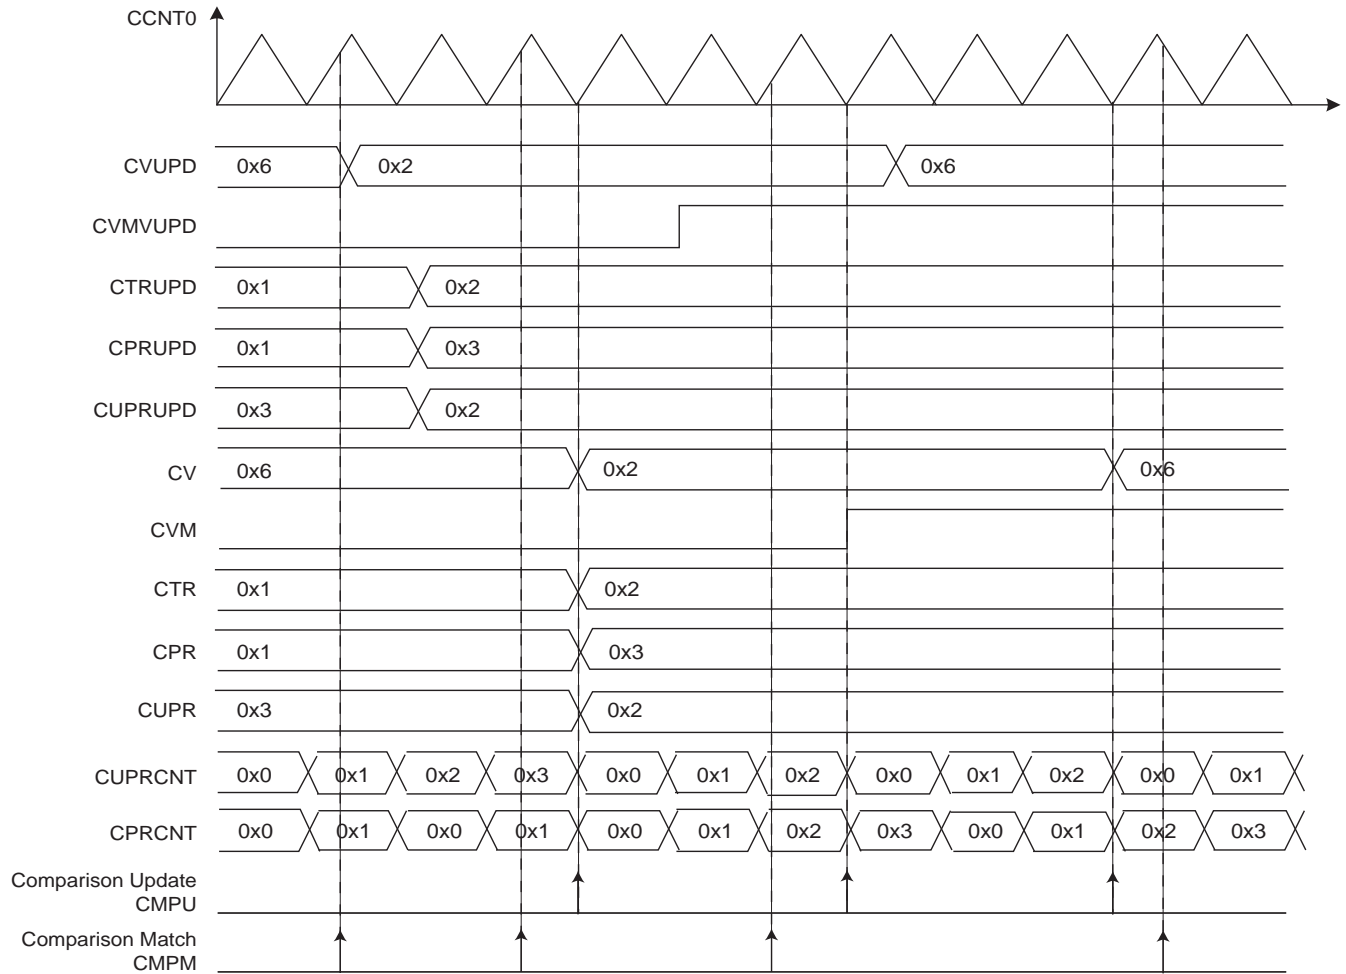 CCNT0
CVUPD 0x6 0x2 0x6
CVMVUPD
CTRUPD 0x1 0x2
CPRUPD 0x1 0x3
CUPRUPD 0x3 0x2
CV 0x6 0x2 0x6
CVM
CTR 0x1 0x2
CPR 0x1 0x3
CUPR 0x3 0x2
CUPRCNT 0x0 0x1 0x2 0x3 0x0 0x1 0x2 0x0 0x1 0x2 0x0 0x1
CPRCNT 0x0 0x1 0x0 0x1 0x0 0x1 0x2 0x3 0x0 0x1 0x2 0x3
Comparison Update
CMPU
Comparison Match
CMPM